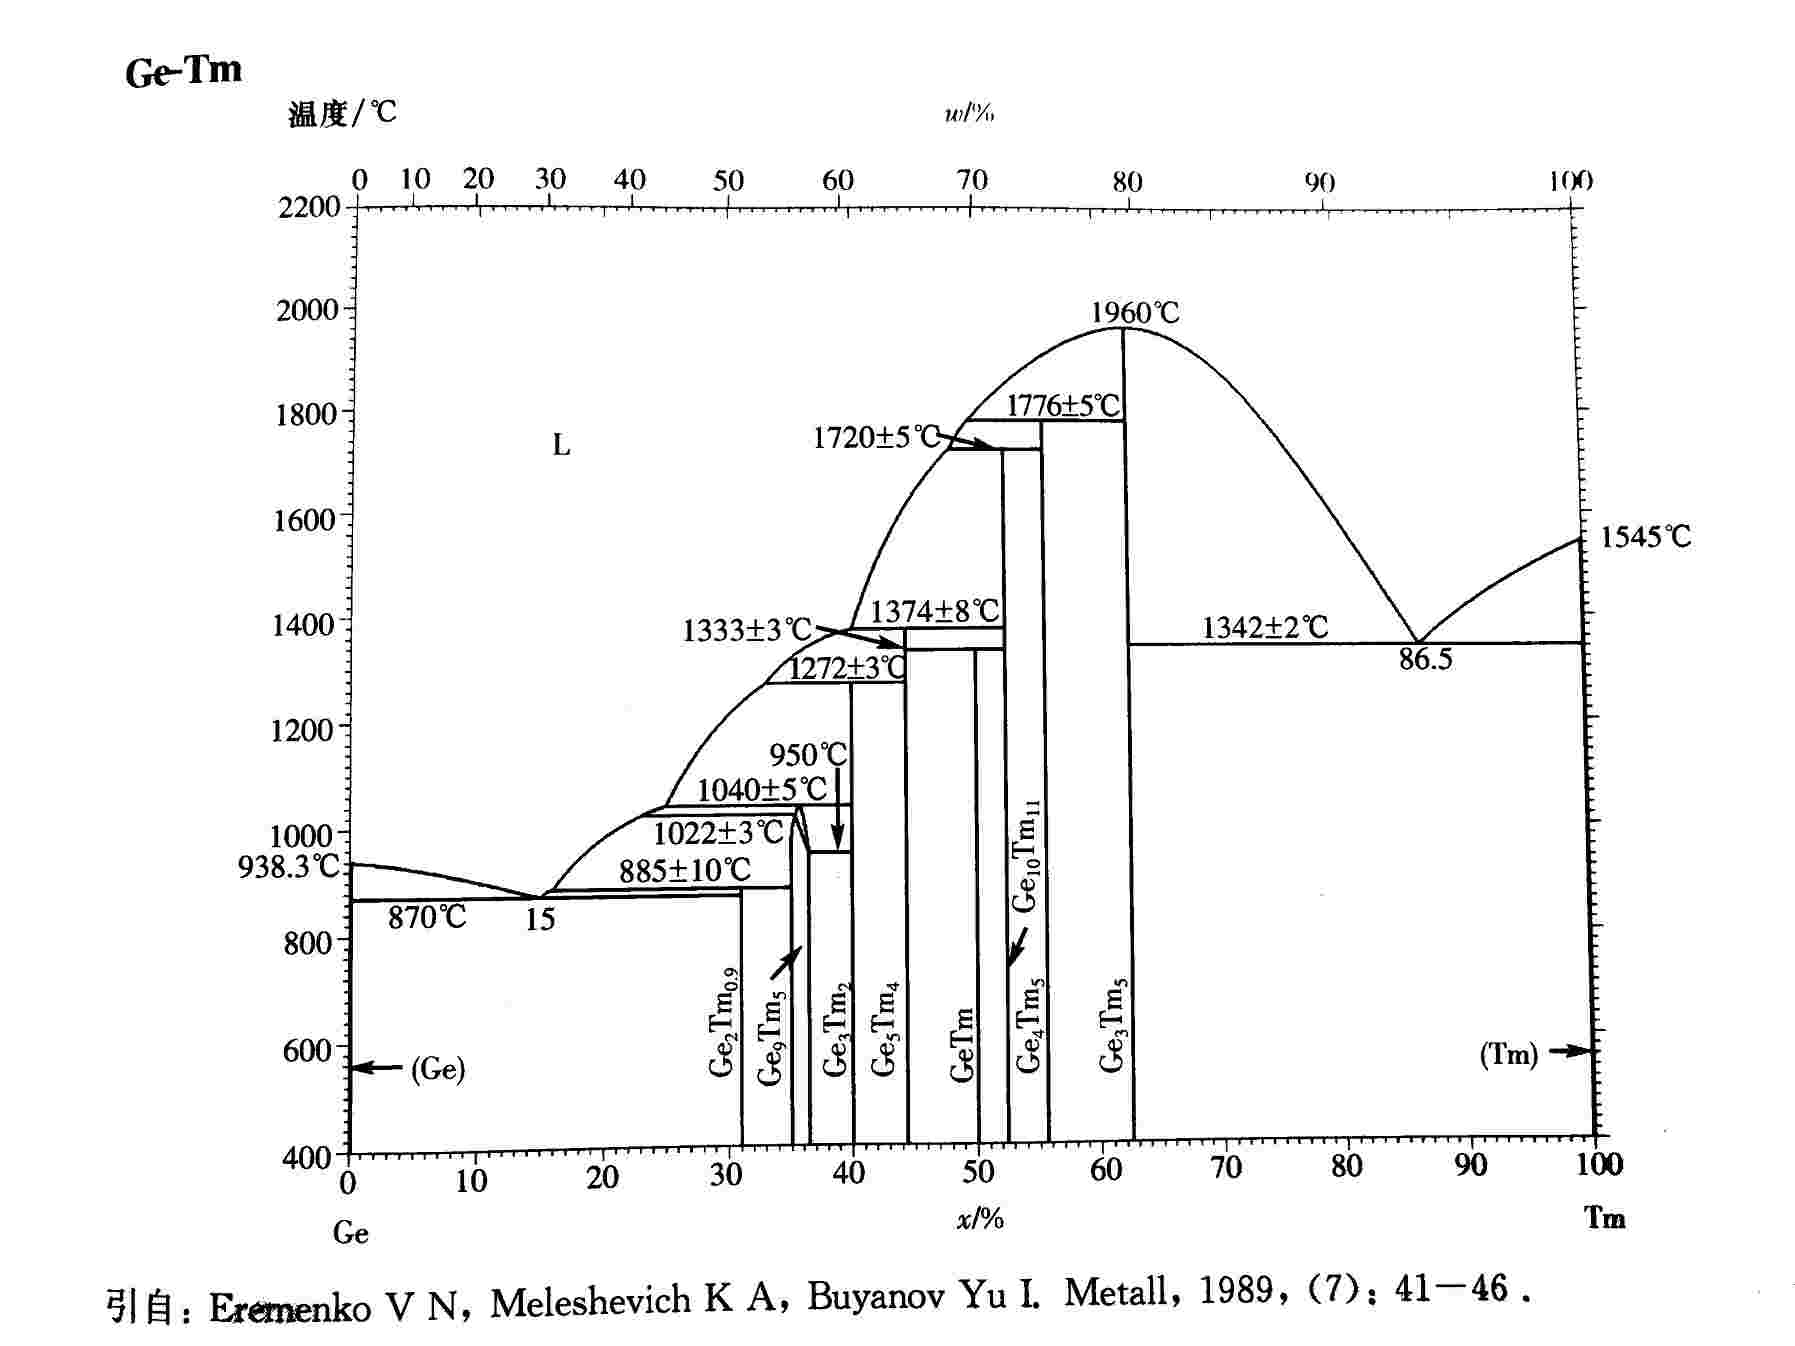 Ge-Tm
温度/℃
w/%
0 10 20 30 40 50 60 70 80 90 100
2200
2000
1960℃
1800
1776±5℃
1720±5℃
L
1600
1545℃
1400
1374±8℃
1333±3℃
1342±2℃
86.5
1272±3℃
1200
950℃
1040±5℃
1000
1022±3℃
938.3℃
885±10℃
870℃
15
800
Ge₂Tm₀.₉
Ge₉Tm₅
Ge₃Tm₂
Ge₅Tm₄
GeTm
Ge₁₀Tm₁₁
Ge₄Tm₅
Ge₃Tm₅
600
(Ge)
(Tm)
400
0 10 20 30 40 50 60 70 80 90 100
Ge
x/%
Tm
引自: Eremenko V N, Meleshevich K A, Buyanov Yu I. Metall, 1989, (7): 41—46.